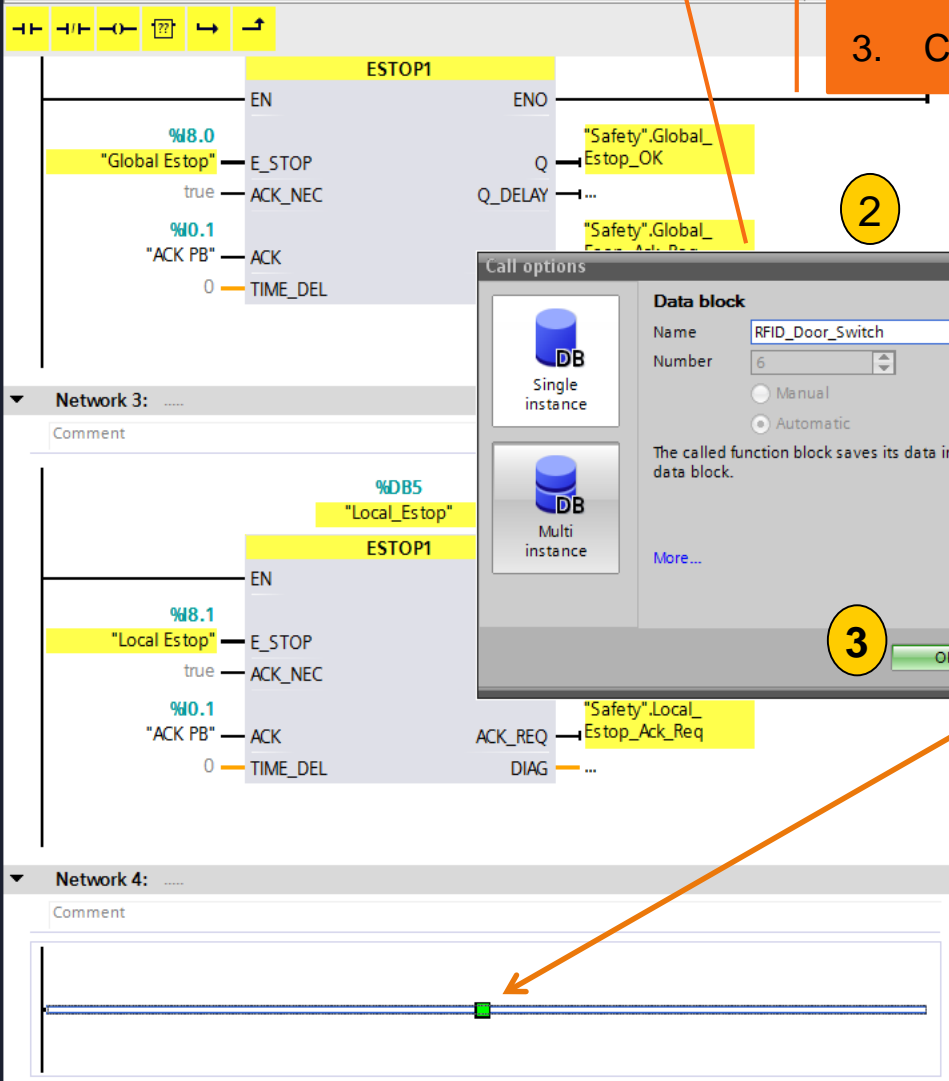 ??
3. C
ESTOP1
EN ENO
%I8.0
"Global Estop" E_STOP
true ACK_NEC
%I0.1
"ACK PB" ACK
0 TIME_DEL
"Safety".Global_
Q Estop_OK
Q_DELAY ...
"Safety".Global_
2
Call options
DB
Single
instance
DB
Multi
instance
Data block
Name RFID_Door_Switch
Number 6
Manual
Automatic
The called function block saves its data in
data block.
More...
3
Network 3: .....
Comment
%DB5
"Local_Estop"
ESTOP1
EN
%I8.1
"Local Estop" E_STOP
true ACK_NEC
%I0.1
"ACK PB" ACK
0 TIME_DEL
"Safety".Local_
ACK_REQ Estop_Ack_Req
DIAG ...
Network 4: .....
Comment